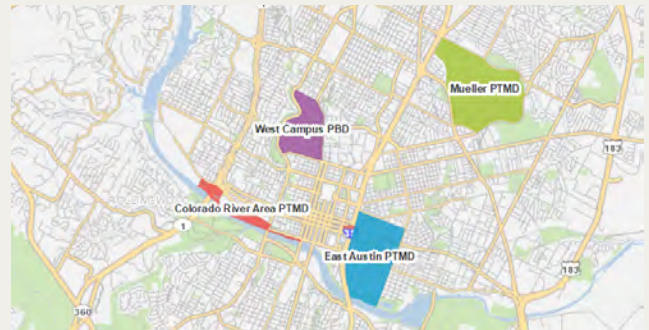 Mueller PTMD
West Campus PBD
183
Colorado River Area PTMD
1
35
East Austin PTMD
183
360